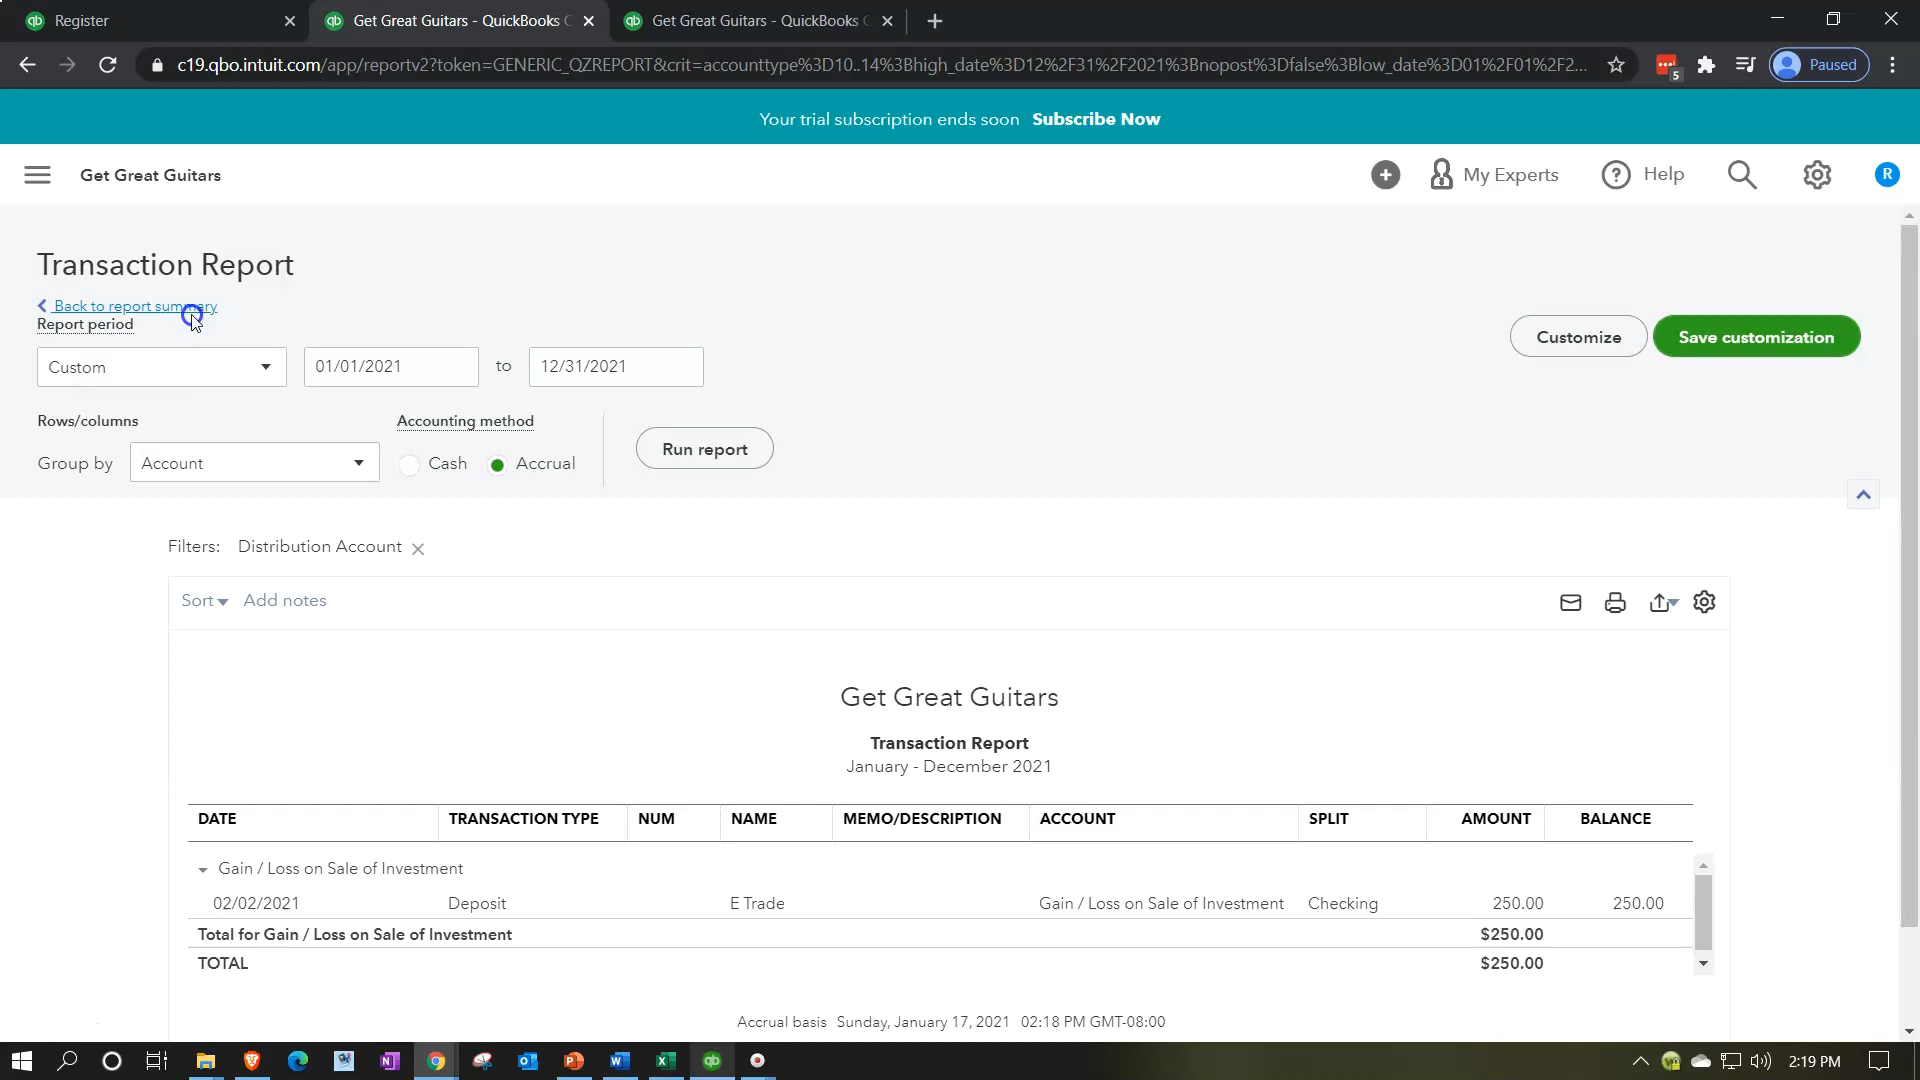 Register
Get Great Guitars - QuickBooks
Get Great Guitars - QuickBooks
c19.qbo.intuit.com/app/reportv2?token=GENERIC_QZREPORT&crit=accounttype%3D10..14%3Bhigh_date%3D12%2F31%2F2021%3Bnopost%3Dfalse%3Blow_date%3D01%2F01%2F2...
5
Paused
Your trial subscription ends soon Subscribe Now
Get Great Guitars
My Experts
Help
R
Transaction Report
Back to report summary
Report period
Customize
Save customization
Custom
01/01/2021
to
12/31/2021
Rows/columns
Accounting method
Group by
Account
Cash
Accrual
Run report
Filters: Distribution Account
Sort
Add notes
Get Great Guitars
Transaction Report
January - December 2021
DATE TRANSACTION TYPE NUM NAME MEMO/DESCRIPTION ACCOUNT SPLIT AMOUNT BALANCE
Gain / Loss on Sale of Investment
02/02/2021 Deposit E Trade Gain / Loss on Sale of Investment Checking 250.00 250.00
Total for Gain / Loss on Sale of Investment $250.00
TOTAL $250.00
Accrual basis Sunday, January 17, 2021 02:18 PM GMT-08:00
2:19 PM